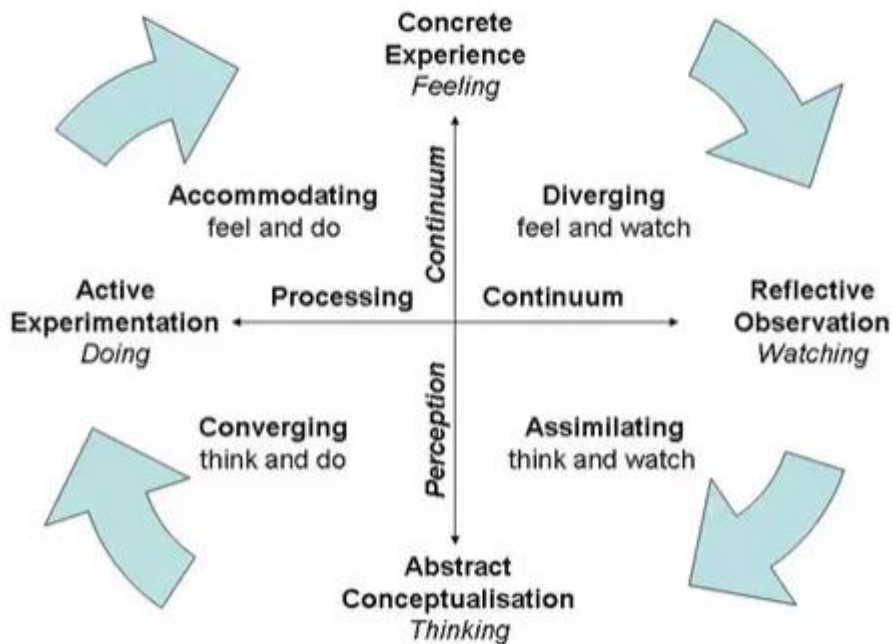 Concrete
Experience
Feeling
Accommodating
feel and do
Continuum
Diverging
feel and watch
Active
Experimentation
Doing
Processing
Continuum
Reflective
Observation
Watching
Converging
think and do
Perception
Assimilating
think and watch
Abstract
Conceptualisation
Thinking